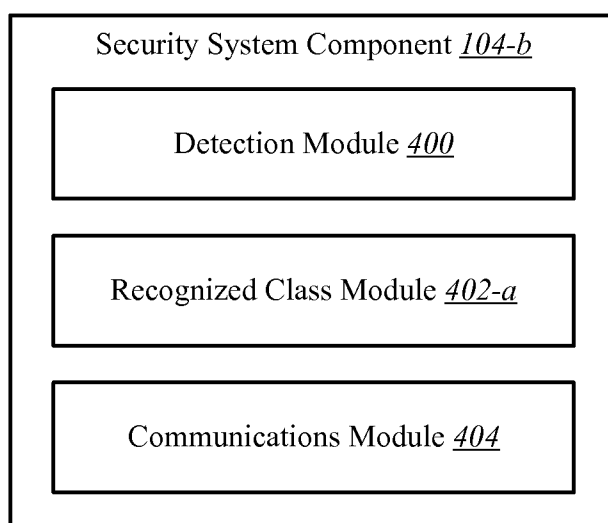 Security System Component 104-b
Detection Module 400
Recognized Class Module 402-a
Communications Module 404